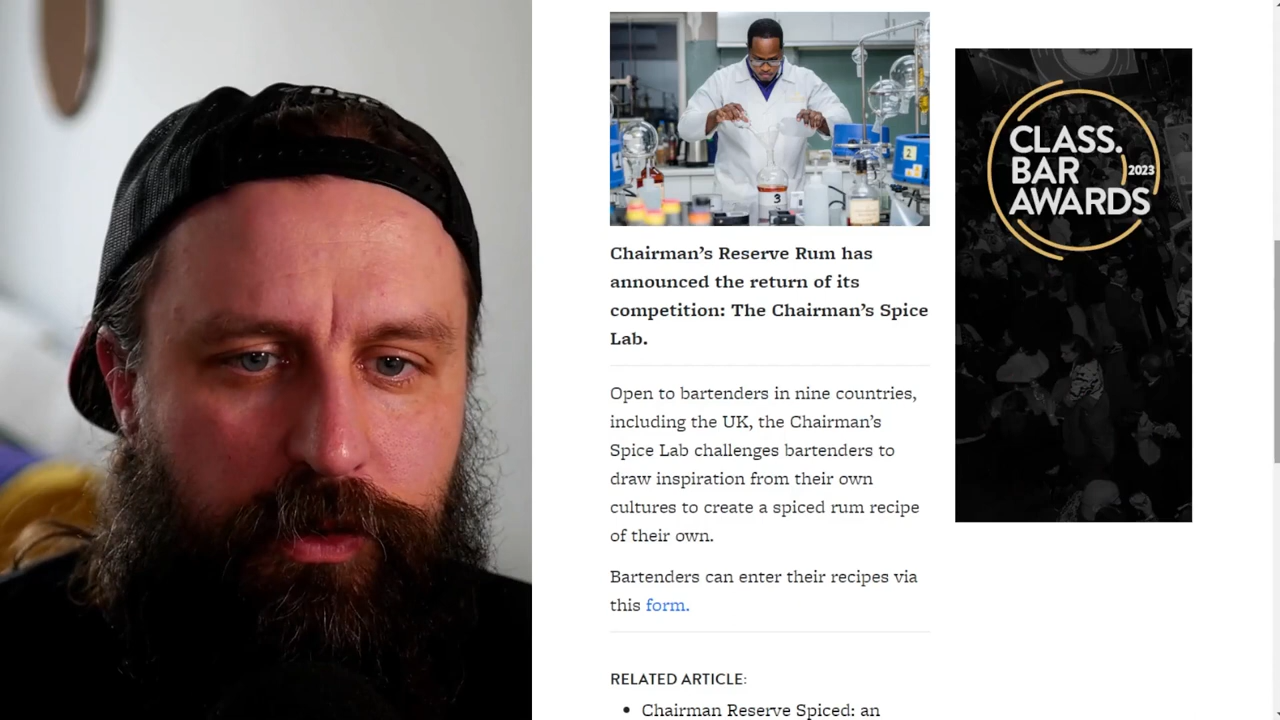 CLASS.
BAR
2023
AWARDS
2
3
Chairman’s Reserve Rum has
announced the return of its
competition: The Chairman’s Spice
Lab.
Open to bartenders in nine countries,
including the UK, the Chairman’s
Spice Lab challenges bartenders to
draw inspiration from their own
cultures to create a spiced rum recipe
of their own.
Bartenders can enter their recipes via
this form.
RELATED ARTICLE:
• Chairman Reserve Spiced: an